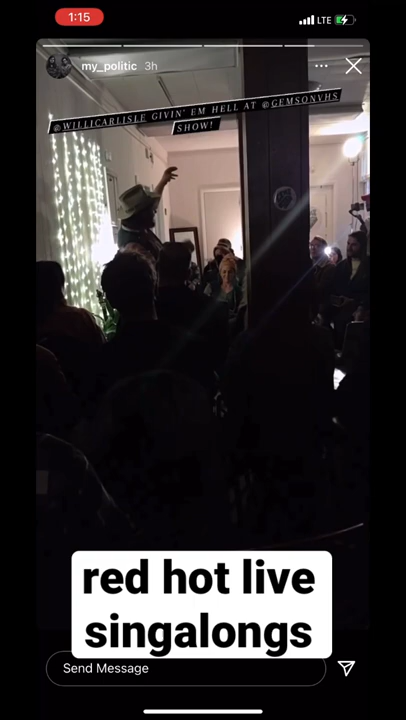 1:15
LTE
my_politic 3h
@WILLICARLISLE GIVIN' EM HELL AT @GEMSONVHS
SHOW!
red hot live
singalongs
Send Message